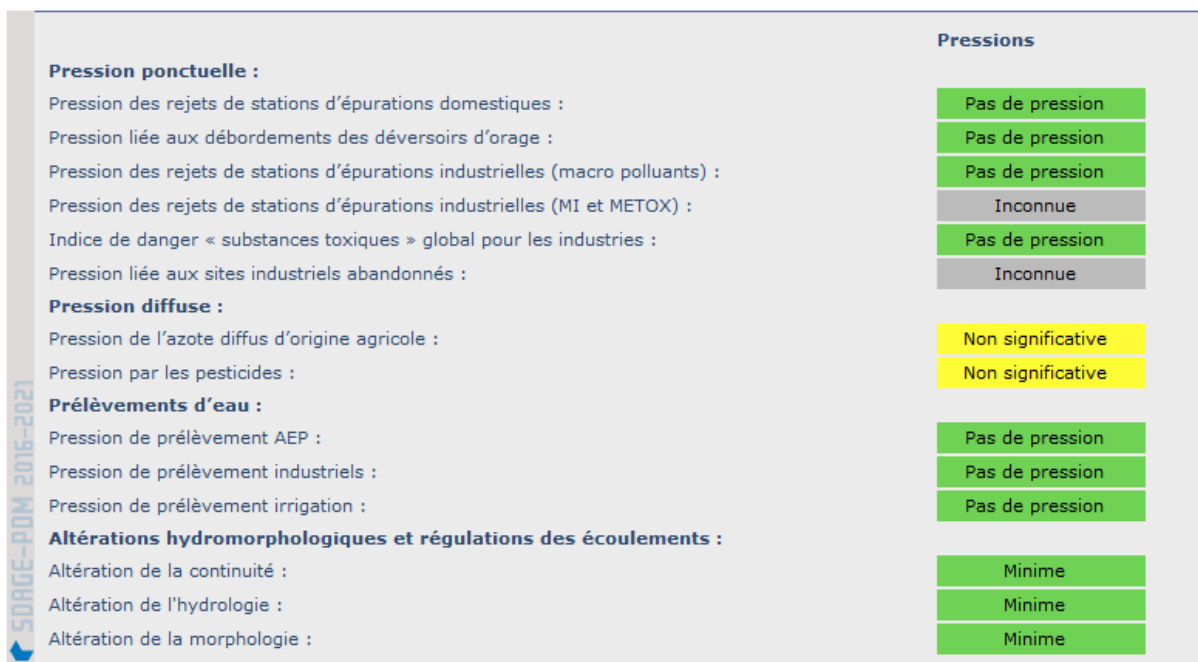 Pressions
Pression ponctuelle :
Pression des rejets de stations d’épurations domestiques : Pas de pression
Pression liée aux débordements des déversoirs d’orage : Pas de pression
Pression des rejets de stations d’épurations industrielles (macro polluants) : Pas de pression
Pression des rejets de stations d’épurations industrielles (MI et METOX) : Inconnue
Indice de danger « substances toxiques » global pour les industries : Pas de pression
Pression liée aux sites industriels abandonnés : Inconnue
Pression diffuse :
Pression de l’azote diffus d’origine agricole : Non significative
Pression par les pesticides : Non significative
Prélèvements d’eau :
Pression de prélèvement AEP : Pas de pression
Pression de prélèvement industriels : Pas de pression
Pression de prélèvement irrigation : Pas de pression
Altérations hydromorphologiques et régulations des écoulements :
Altération de la continuité : Minime
Altération de l'hydrologie : Minime
Altération de la morphologie : Minime
SDAGE-PDM 2016-2021